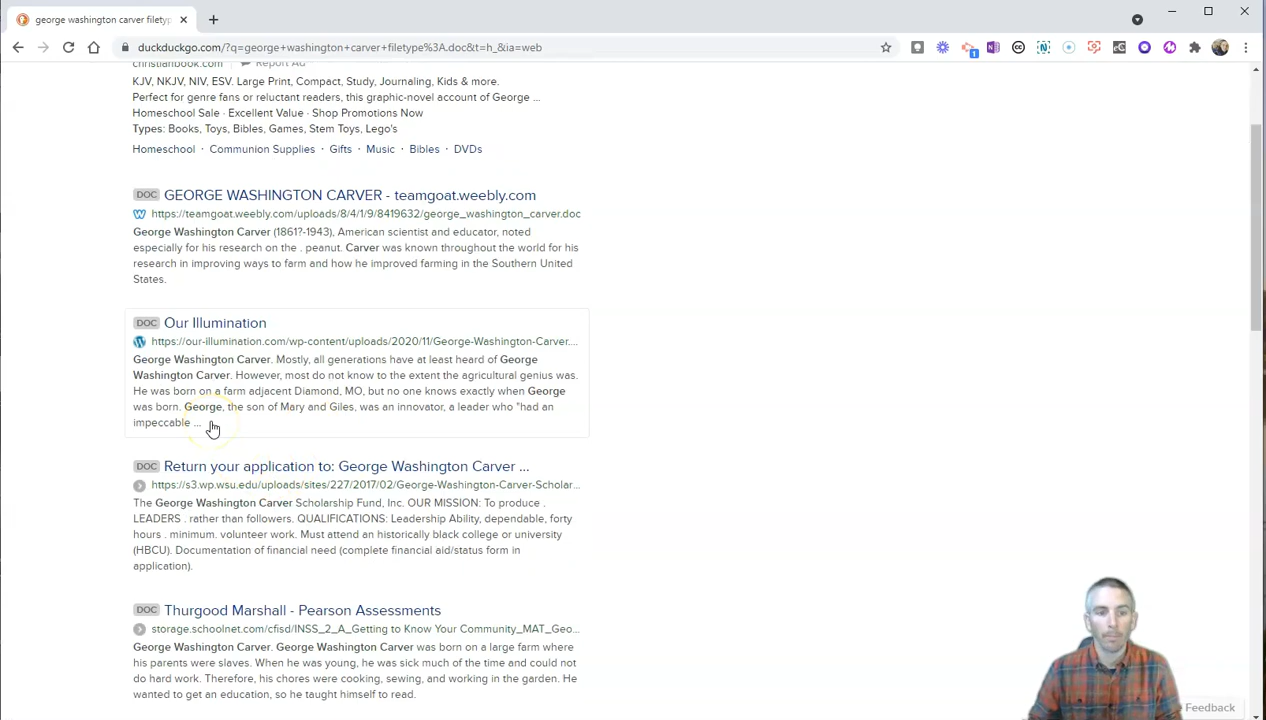 george washington carver filetyp
duckduckgo.com/?q=george+washington+carver filetype%3A.doc&t=h_&ia=web
1
christianbook.com Report Ad
KJV, NKJV, NIV, ESV. Large Print, Compact, Study, Journaling, Kids & more.
Perfect for genre fans or reluctant readers, this graphic-novel account of George ...
Homeschool Sale · Excellent Value · Shop Promotions Now
Types: Books, Toys, Bibles, Games, Stem Toys, Lego's
Homeschool · Communion Supplies · Gifts · Music · Bibles · DVDs
DOC GEORGE WASHINGTON CARVER - teamgoat.weebly.com
https://teamgoat.weebly.com/uploads/8/4/1/9/8419632/george_washington_carver.doc
George Washington Carver (1861?-1943), American scientist and educator, noted
especially for his research on the . peanut. Carver was known throughout the world for his
research in improving ways to farm and how he improved farming in the Southern United
States.
DOC Our Illumination
https://our-illumination.com/wp-content/uploads/2020/11/George-Washington-Carver....
George Washington Carver. Mostly, all generations have at least heard of George
Washington Carver. However, most do not know to the extent the agricultural genius was.
He was born on a farm adjacent Diamond, MO, but no one knows exactly when George
was born. George, the son of Mary and Giles, was an innovator, a leader who "had an
impeccable ...
DOC Return your application to: George Washington Carver ...
https://s3.wp.wsu.edu/uploads/sites/227/2017/02/George-Washington-Carver-Scholar...
The George Washington Carver Scholarship Fund, Inc. OUR MISSION: To produce .
LEADERS . rather than followers. QUALIFICATIONS: Leadership Ability, dependable, forty
hours . minimum. volunteer work. Must attend an historically black college or university
(HBCU). Documentation of financial need (complete financial aid/status form in
application).
DOC Thurgood Marshall - Pearson Assessments
storage.schoolnet.com/cfisd/INSS_2_A_Getting to Know Your Community_MAT_Geo...
George Washington Carver. George Washington Carver was born on a large farm where
his parents were slaves. When he was young, he was sick much of the time and could not
do hard work. Therefore, his chores were cooking, sewing, and working in the garden. He
wanted to get an education, so he taught himself to read.
Feedback